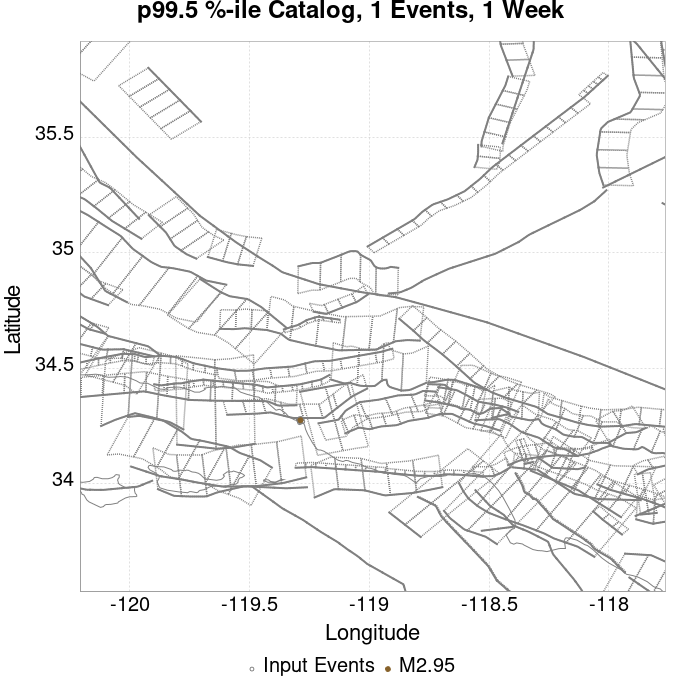 p99.5 %-ile Catalog, 1 Events, 1 Week
35.5
35
34.5
34
Latitude
-120 -119.5 -119 -118.5 -118
Longitude
Input Events M2.95